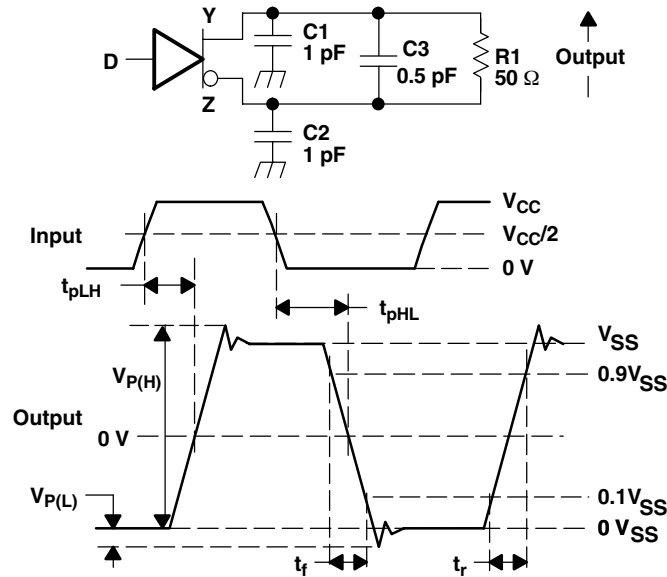 Y
D
Z
C1
1 pF
C3
0.5 pF
R1
50 Ω
Output
C2
1 pF
Input
VCC
VCC/2
0 V
tpLH
tpHL
VP(H)
Output
0 V
VP(L)
VSS
0.9VSS
0.1VSS
0 VSS
tf
tr